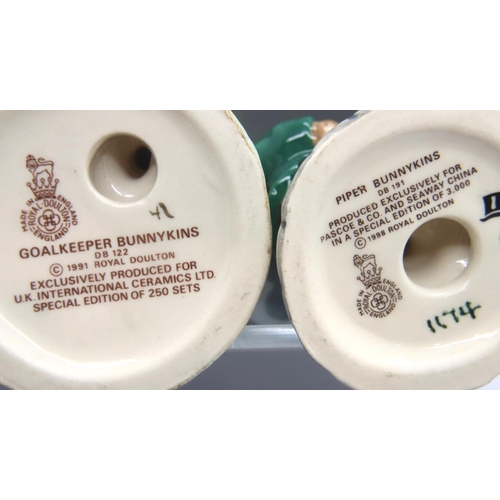 MADE IN ENGLAND
ROYAL DOULTON
ENGLAND
GOALKEEPER BUNNYKINS
DB 122
© 1991 ROYAL DOULTON
EXCLUSIVELY PRODUCED FOR
U.K. INTERNATIONAL CERAMICS LTD.
SPECIAL EDITION OF 250 SETS
PIPER BUNNYKINS
DB 191
PRODUCED EXCLUSIVELY FOR
PASCOE & CO. AND SEAWAY CHINA
IN A SPECIAL EDITION OF 3,000
© 1998 ROYAL DOULTON
MADE IN ENGLAND
ROYAL DOULTON
ENGLAND
1174